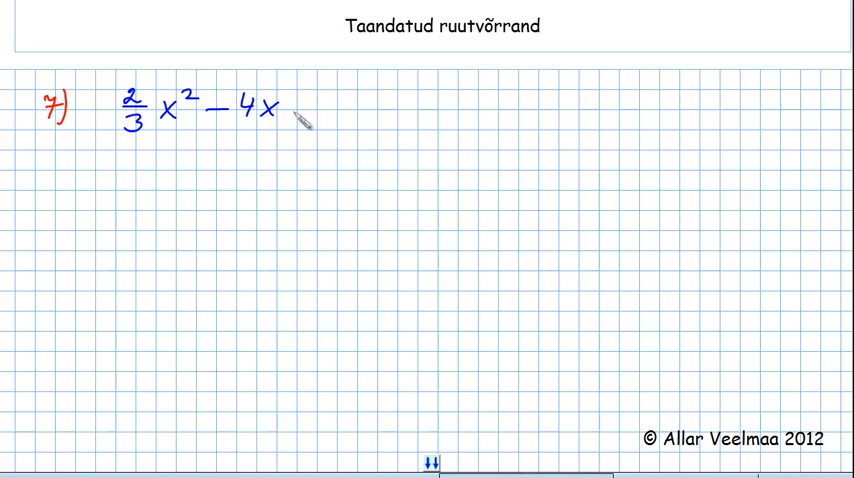 Taandatud ruutvõrrand
7) 2/3 x² - 4x
© Allar Veelmaa 2012